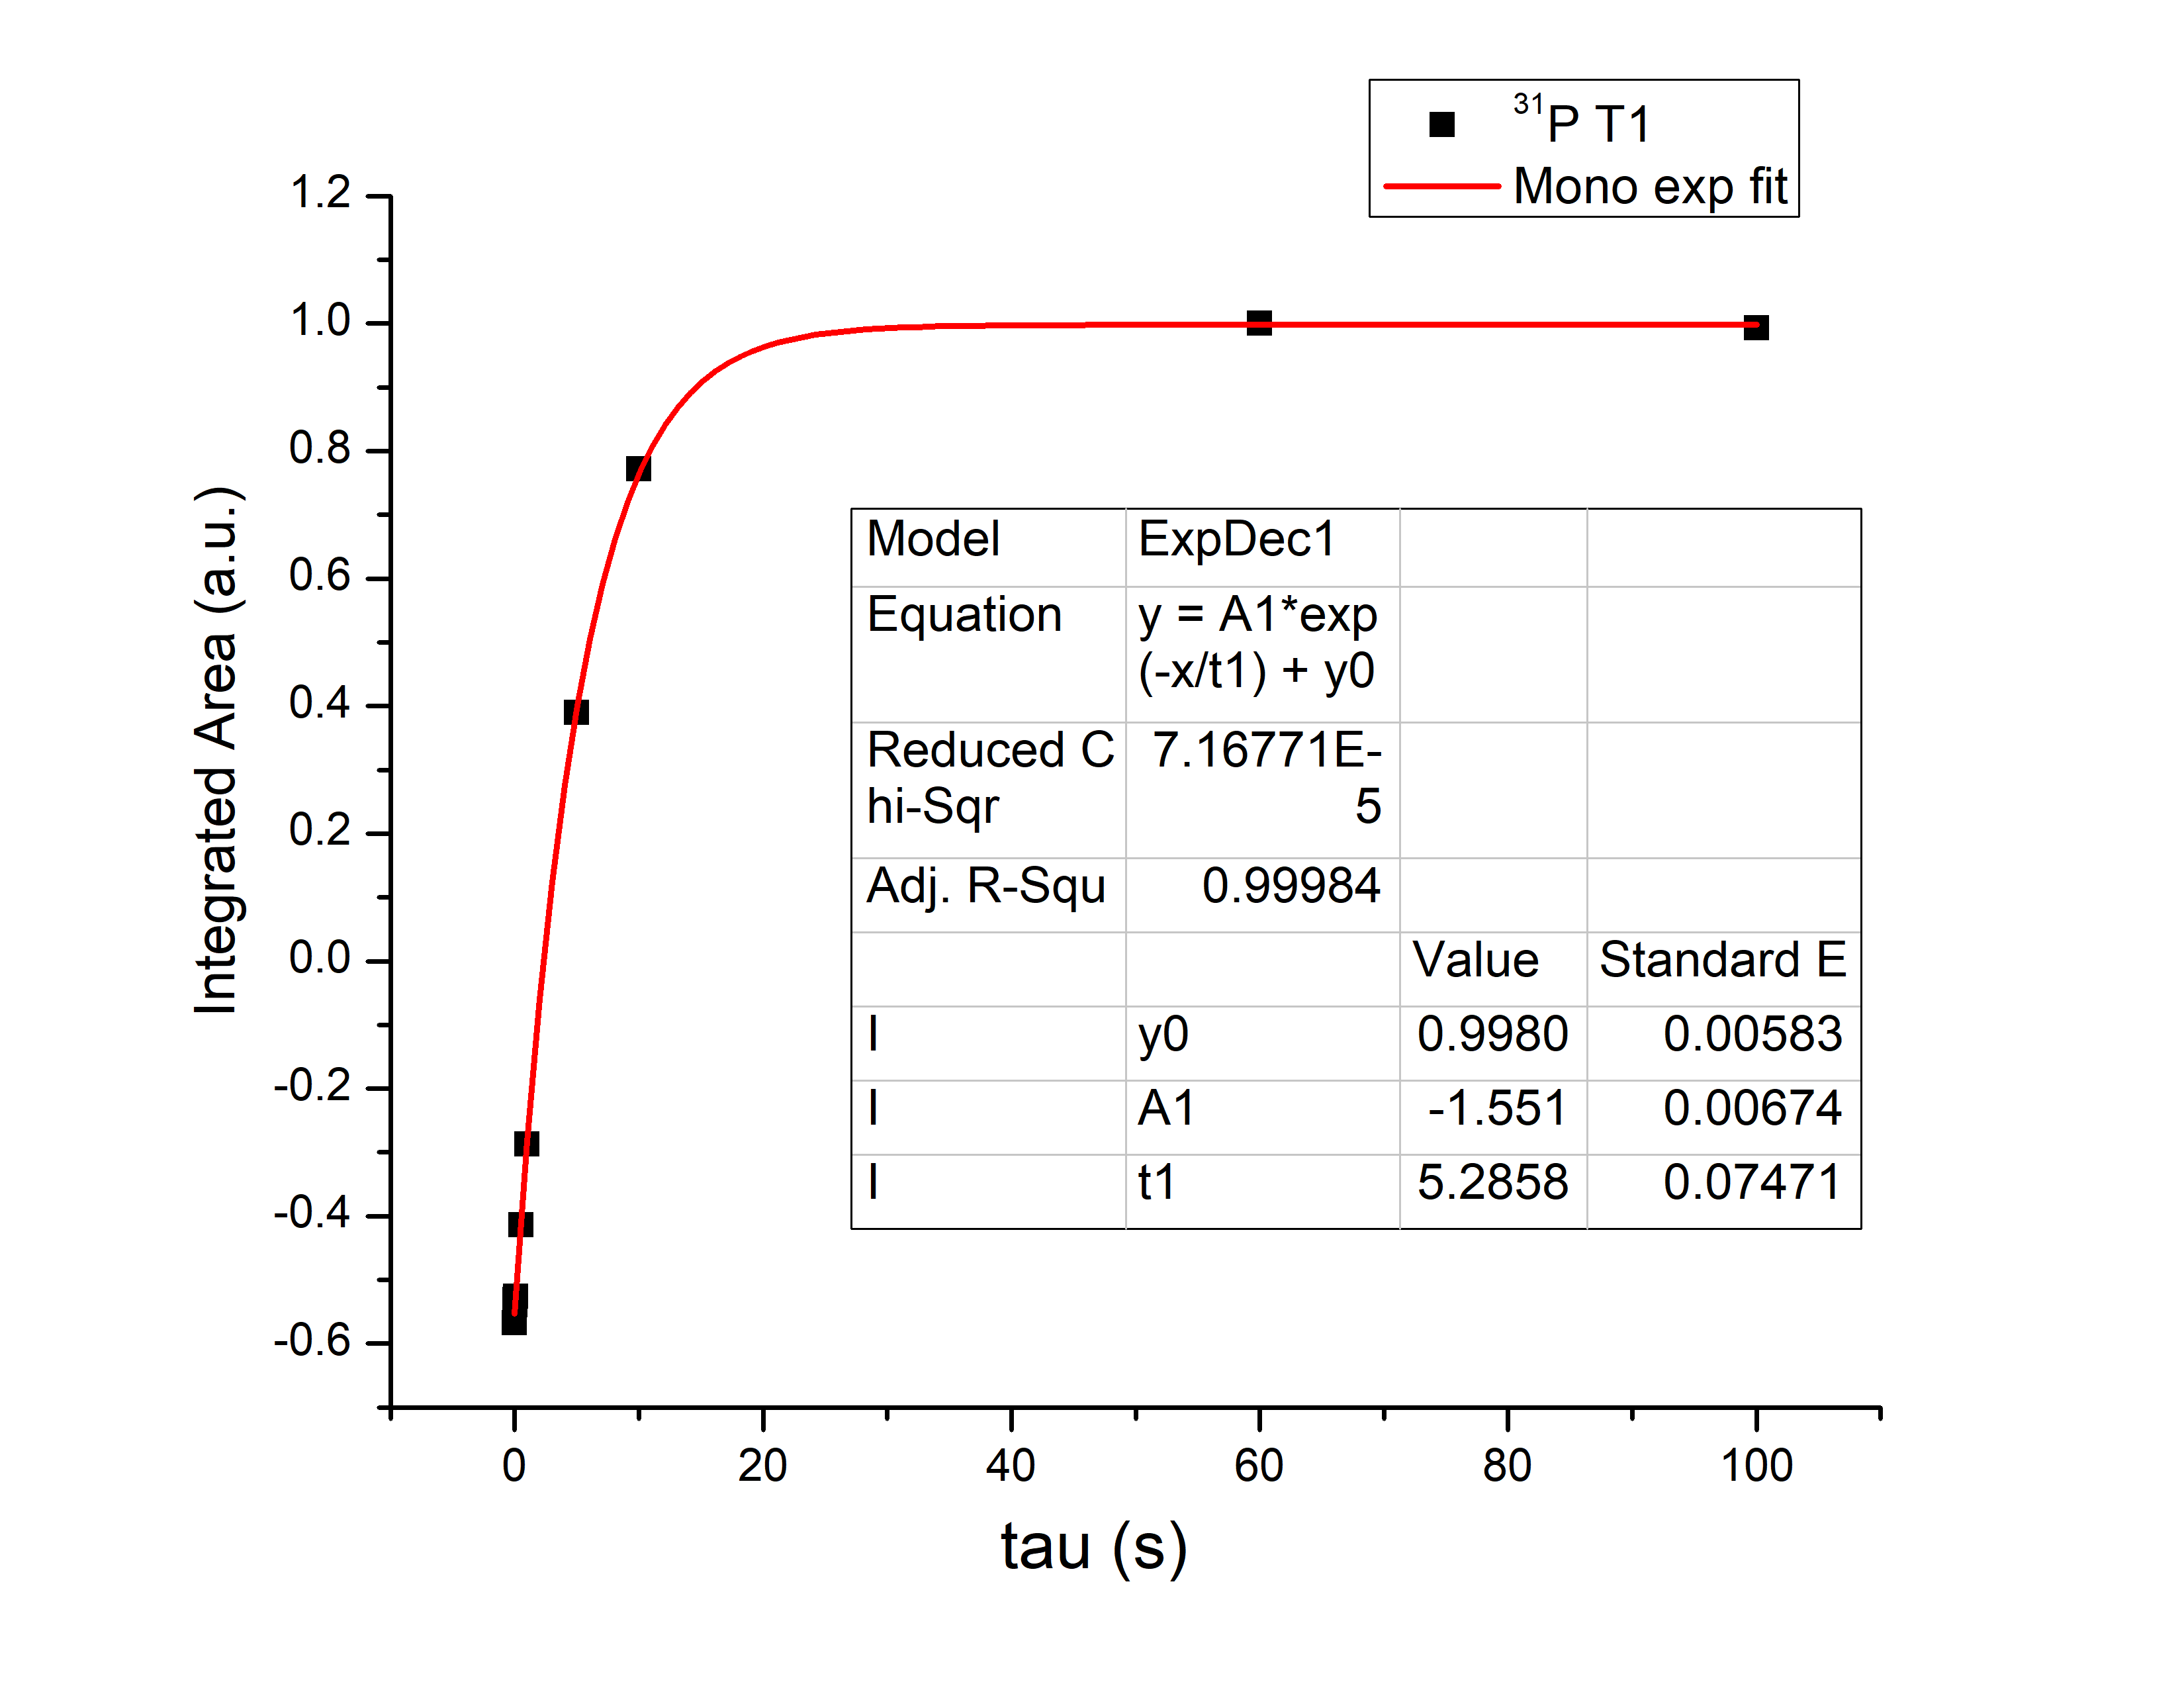 ³¹P T1
Mono exp fit
1.2
1.0
0.8
0.6
0.4
0.2
0.0
-0.2
-0.4
-0.6
Integrated Area (a.u.)
Model ExpDec1
Equation y = A1*exp
(-x/t1) + y0
Reduced C 7.16771E-
hi-Sqr 5
Adj. R-Squ 0.99984
Value Standard E
I y0 0.9980 0.00583
I A1 -1.551 0.00674
I t1 5.2858 0.07471
0 20 40 60 80 100
tau (s)